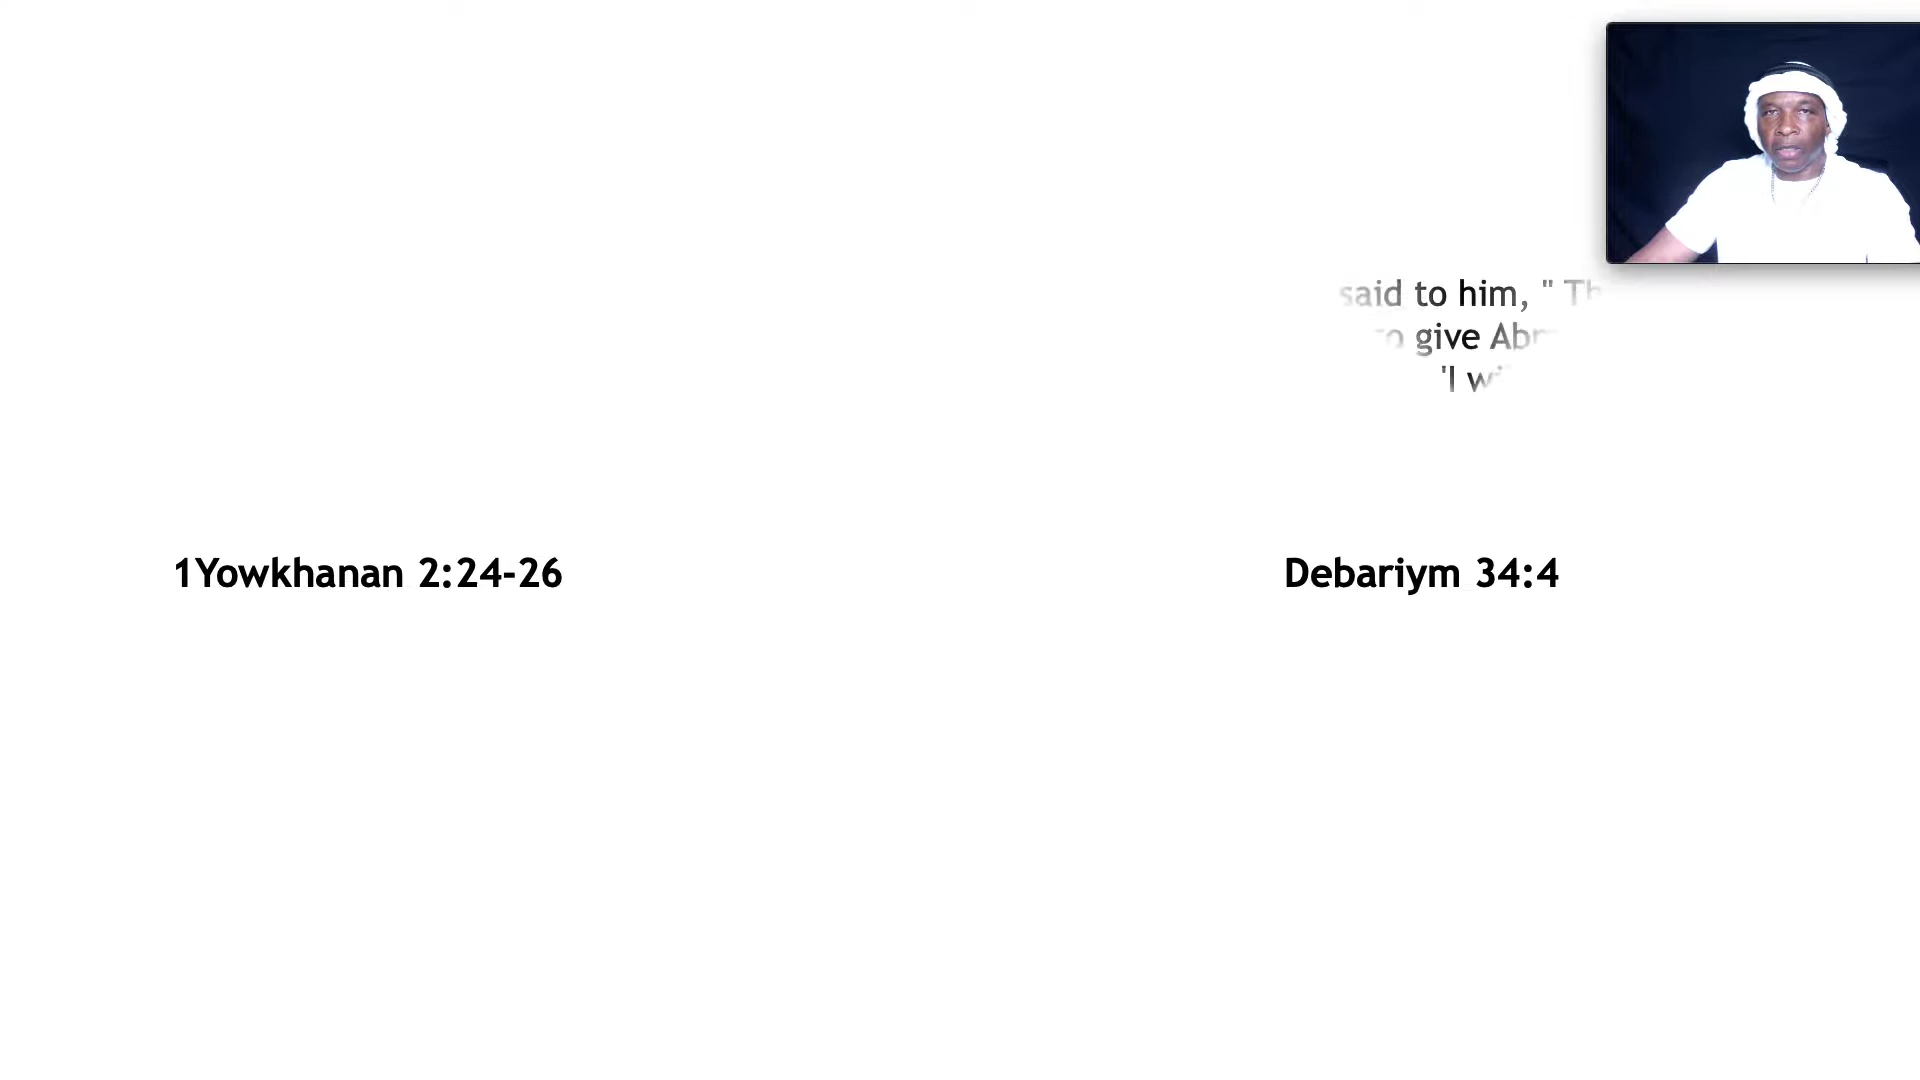 said to him, "
give
'I
1Yowkhanan 2:24-26
Debariym 34:4